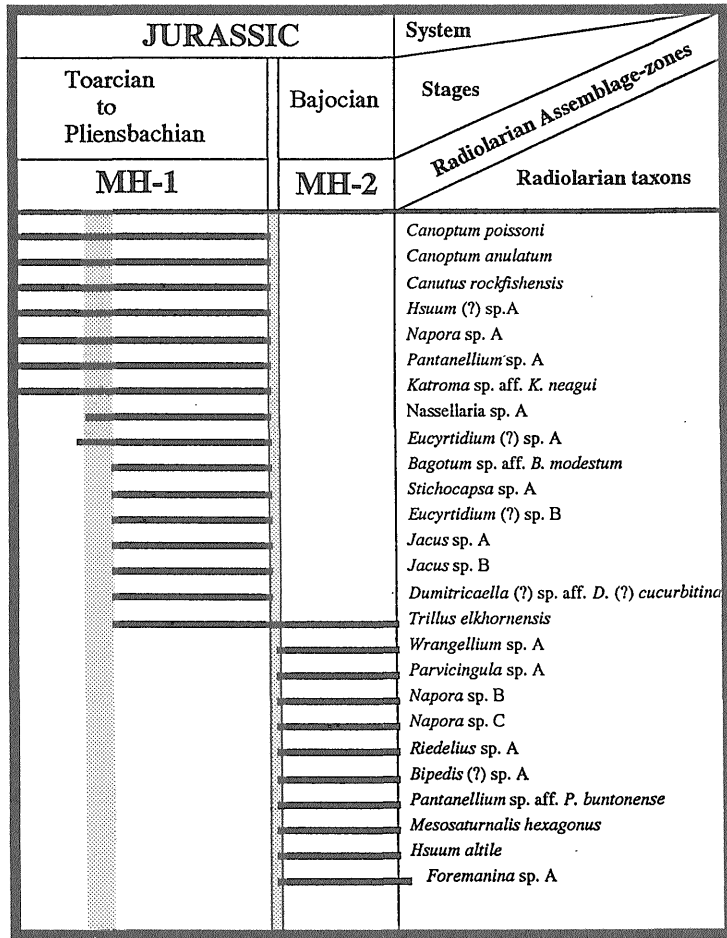 JURASSIC
System
Toarcian
to
Pliensbachian
Bajocian
Stages
Radiolarian Assemblage-zones
MH-1
MH-2
Radiolarian taxons
Canoptum poissoni
Canoptum anulatum
Canutus rockfishensis
Hsuum (?) sp.A
Napora sp. A
Pantanellium sp. A
Katroma sp. aff. K. neagui
Nassellaria sp. A
Eucyrtidium (?) sp. A
Bagotum sp. aff. B. modestum
Stichocapsa sp. A
Eucyrtidium (?) sp. B
Jacus sp. A
Jacus sp. B
Dumitricaella (?) sp. aff. D. (?) cucurbitina
Trillus elkhornensis
Wrangellium sp. A
Parvicingula sp. A
Napora sp. B
Napora sp. C
Riedelius sp. A
Bipedis (?) sp. A
Pantanellium sp. aff. P. buntonense
Mesosaturnalis hexagonus
Hsuum altile
Foremanina sp. A